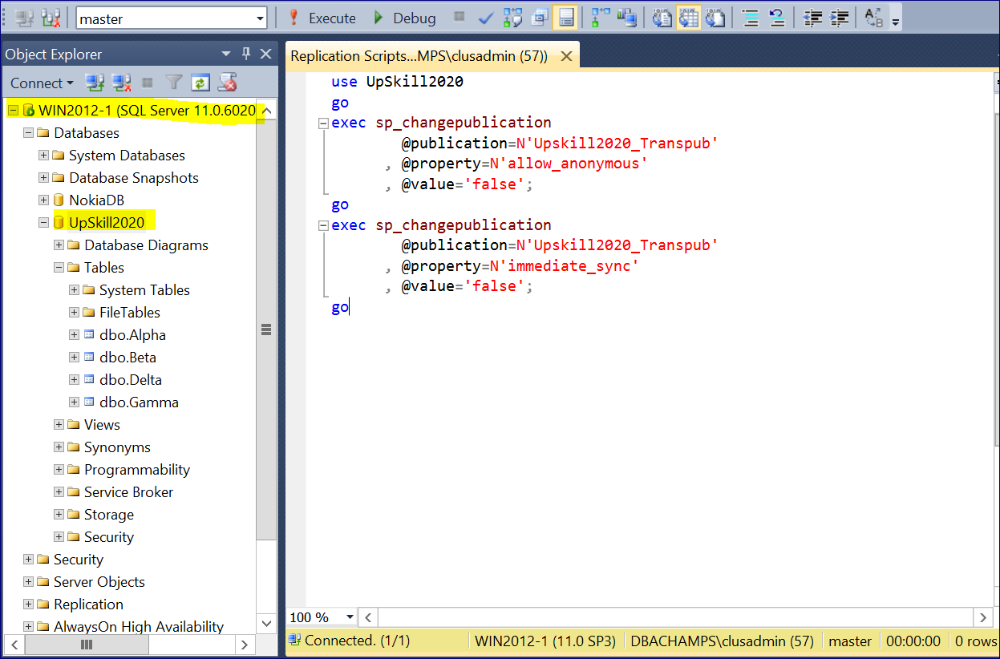 master
Execute
Debug
Object Explorer
Connect
WIN2012-1 (SQL Server 11.0.6020
Databases
System Databases
Database Snapshots
NokiaDB
UpSkill2020
Database Diagrams
Tables
System Tables
FileTables
dbo.Alpha
dbo.Beta
dbo.Delta
dbo.Gamma
Views
Synonyms
Programmability
Service Broker
Storage
Security
Security
Server Objects
Replication
AlwaysOn High Availability
Replication Scripts...MPS\clusadmin (57))
use UpSkill2020
go
exec sp_changepublication
@publication=N'Upskill2020_Transpub'
, @property=N'allow_anonymous'
, @value='false';
go
exec sp_changepublication
@publication=N'Upskill2020_Transpub'
, @property=N'immediate_sync'
, @value='false';
go
100 %
Connected. (1/1)
WIN2012-1 (11.0 SP3)
DBACHAMPS\clusadmin (57)
master
00:00:00
0 rows